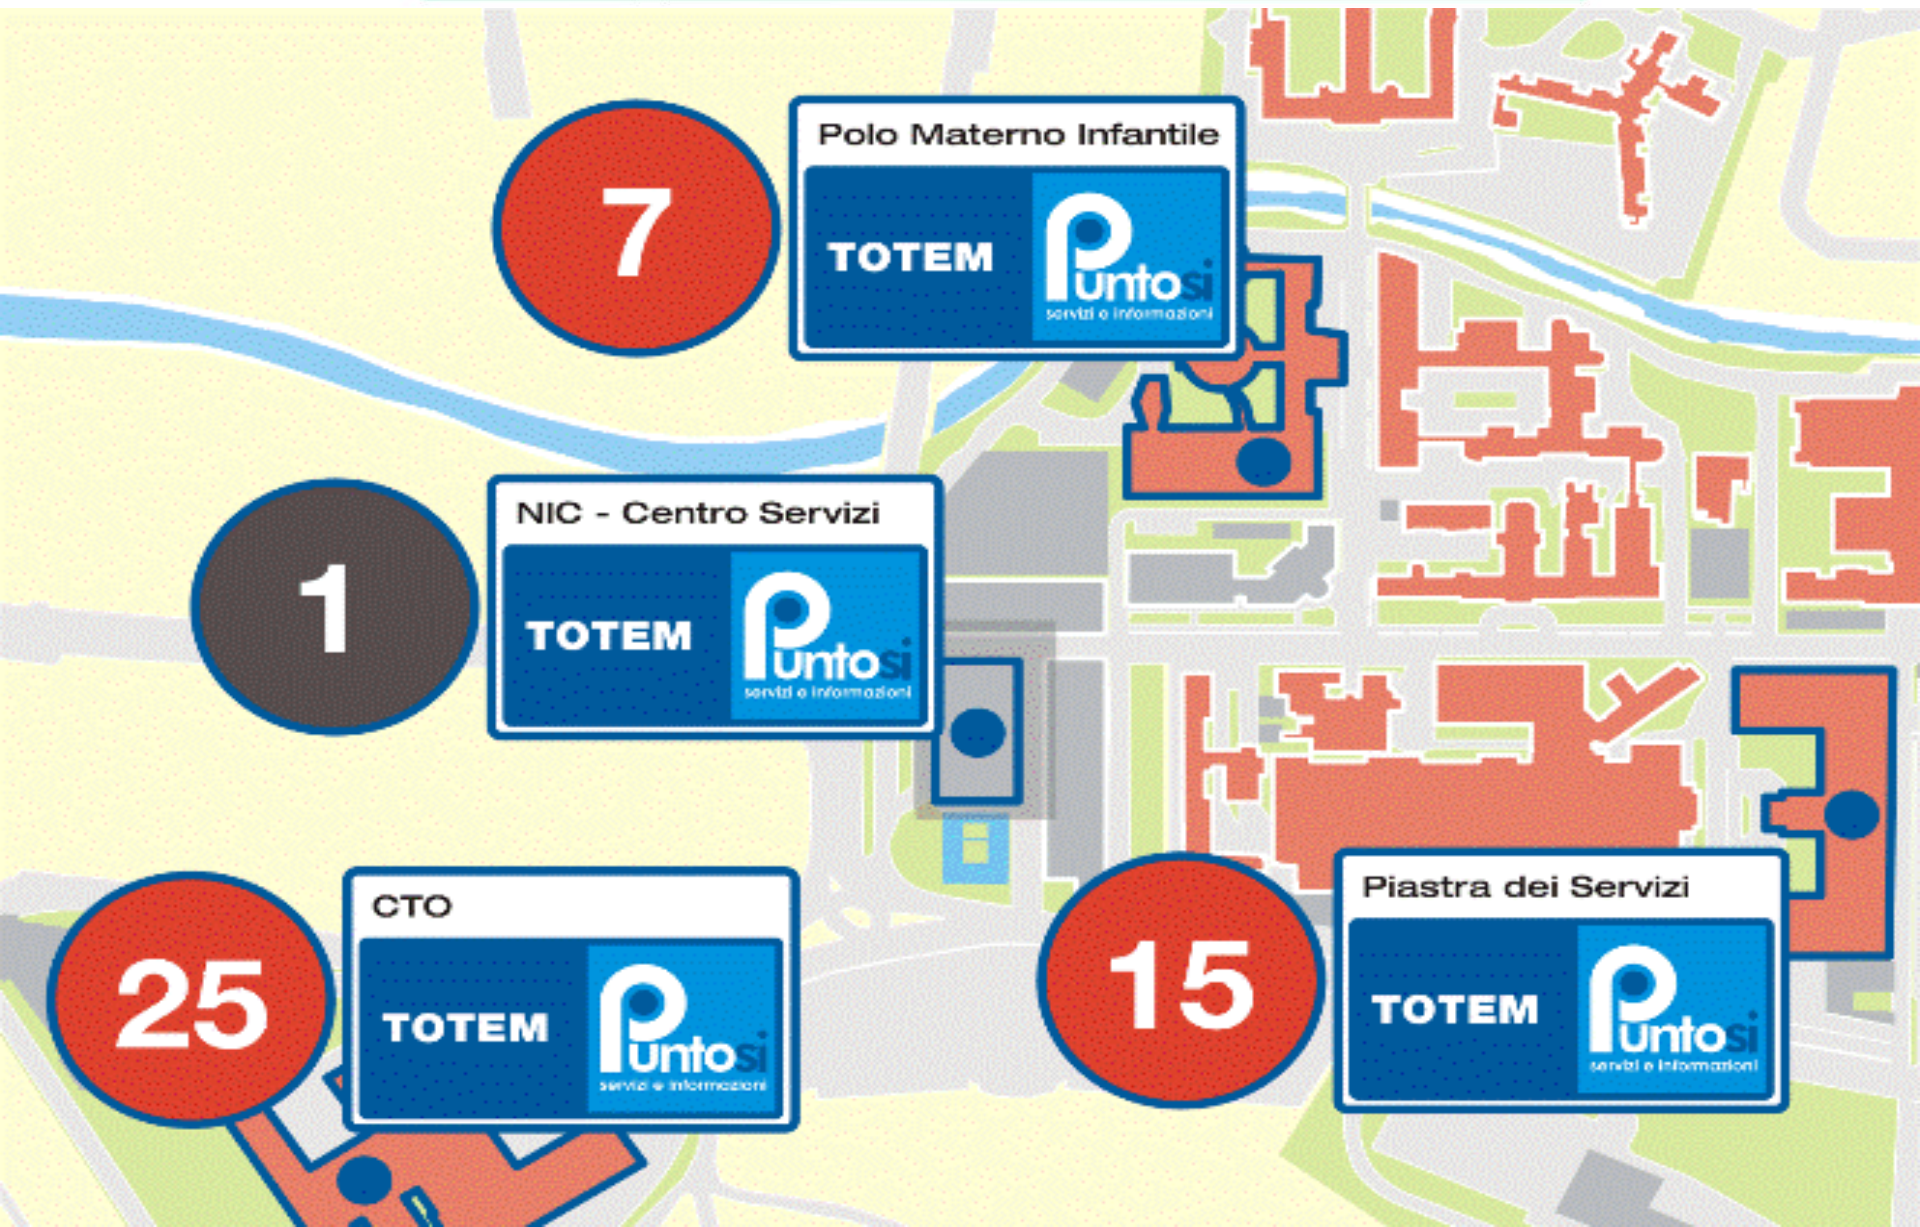 7
Polo Materno Infantile
TOTEM
Puntosi
servizi e informazioni
1
NIC - Centro Servizi
TOTEM
Puntosi
servizi e informazioni
25
CTO
TOTEM
Puntosi
servizi e informazioni
15
Piastra dei Servizi
TOTEM
Puntosi
servizi e informazioni